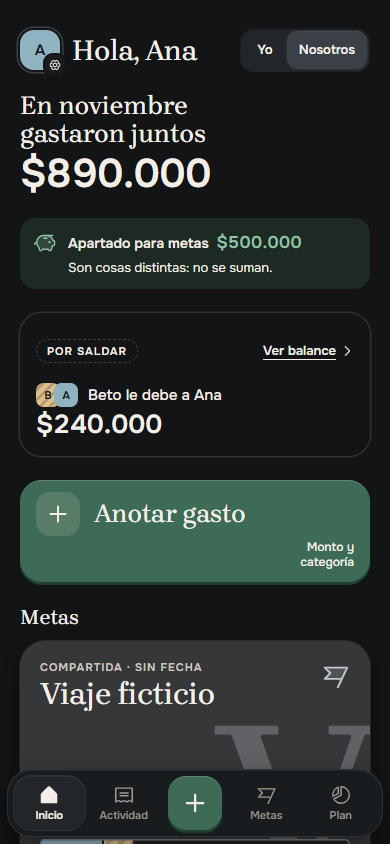 A
Hola, Ana
Yo
Nosotros
En noviembre
gastaron juntos
$890.000
Apartado para metas $500.000
Son cosas distintas: no se suman.
POR SALDAR
Ver balance
B A Beto le debe a Ana
$240.000
Anotar gasto
Monto y
categoría
Metas
COMPARTIDA · SIN FECHA
Viaje ficticio
Inicio
Actividad
Metas
Plan